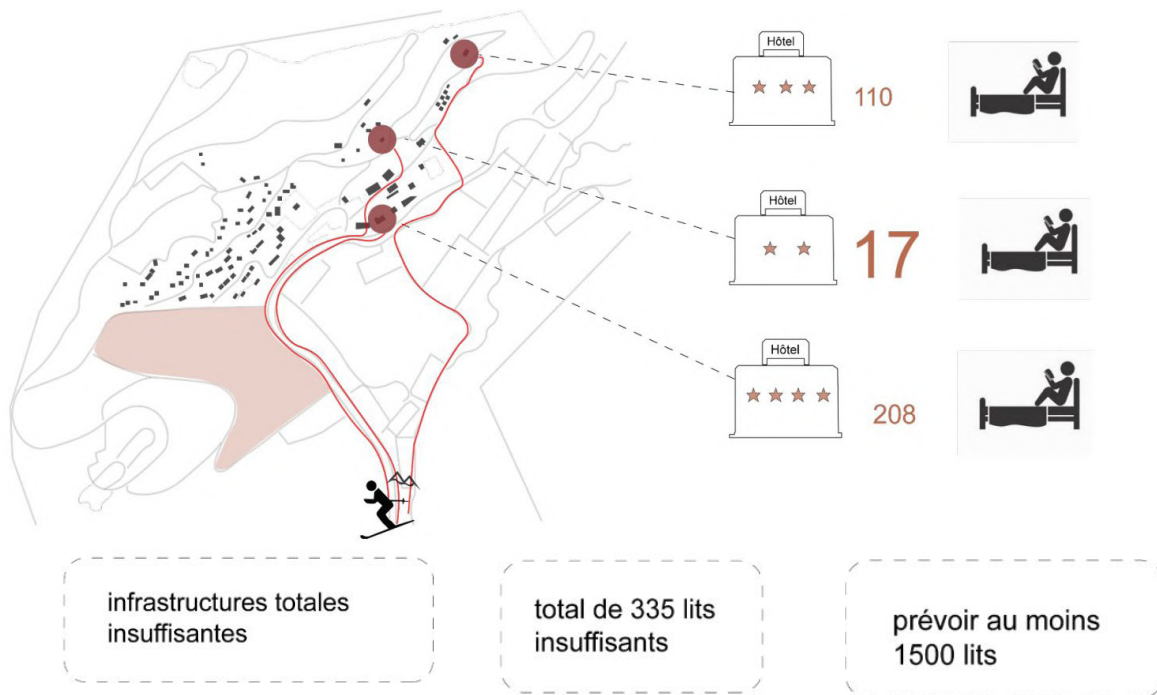 Hôtel
110
Hôtel
17
Hôtel
208
infrastructures totales
insuffisantes
total de 335 lits
insuffisants
prévoir au moins
1500 lits